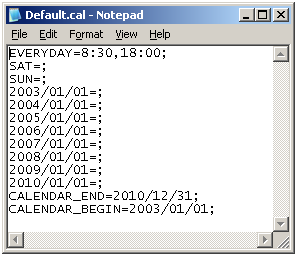 Default.cal - Notepad
File Edit Format View Help
EVERYDAY=8:30,18:00;
SAT=;
SUN=;
2003/01/01=;
2004/01/01=;
2005/01/01=;
2006/01/01=;
2007/01/01=;
2008/01/01=;
2009/01/01=;
2010/01/01=;
CALENDAR_END=2010/12/31;
CALENDAR_BEGIN=2003/01/01;